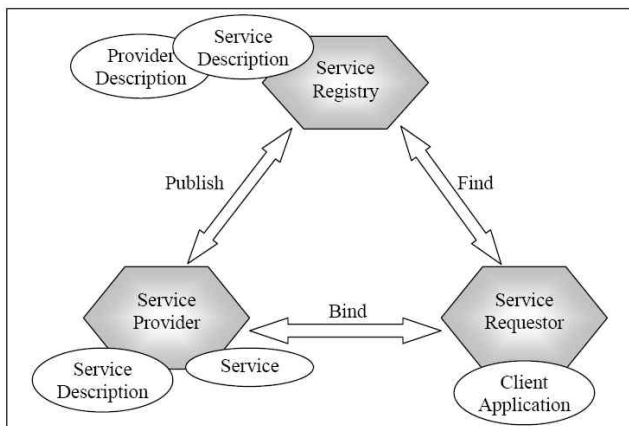 Provider
Description
Service
Description
Service
Registry
Publish
Find
Service
Provider
Bind
Service
Requestor
Service
Description
Service
Client
Application